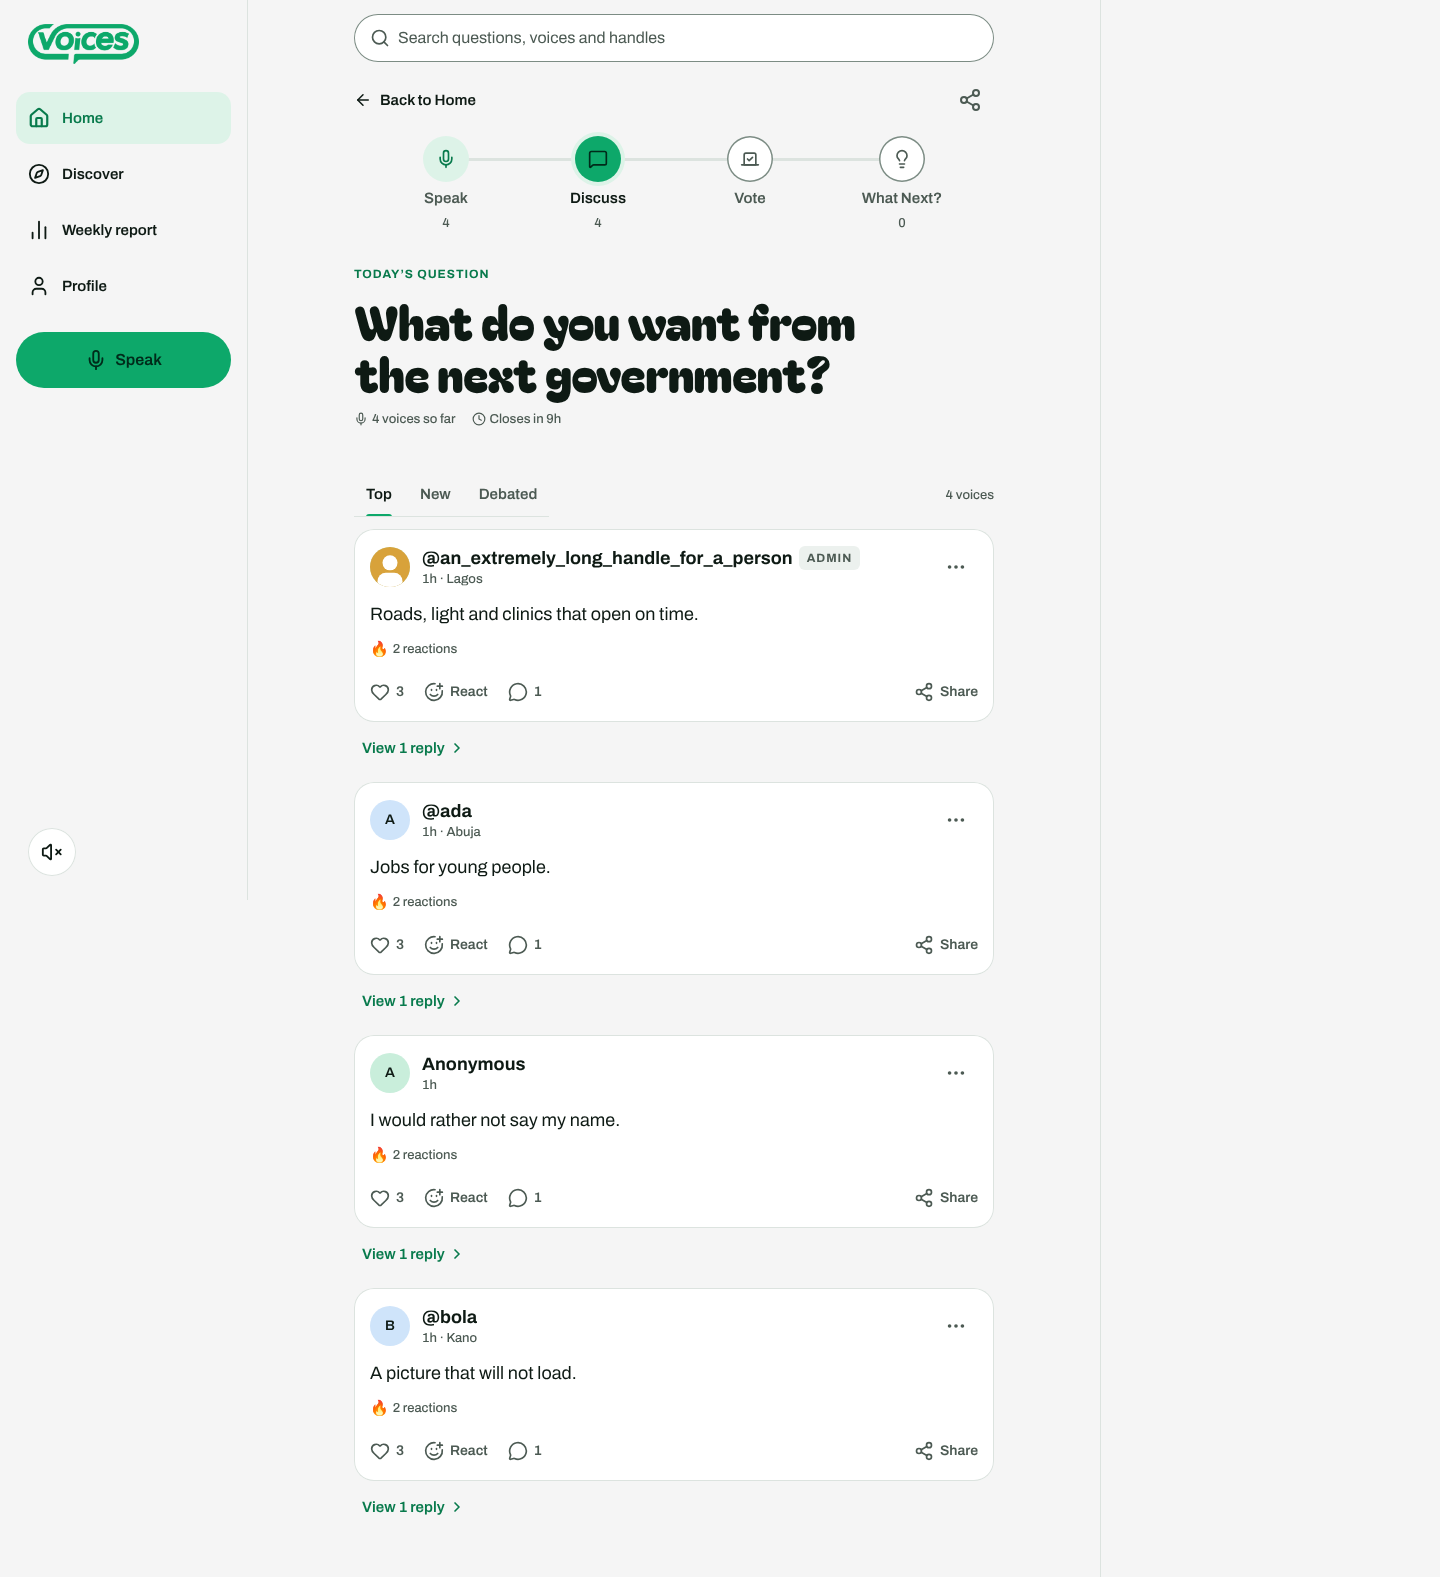 Voices
Search questions, voices and handles
Home
Discover
Weekly report
Profile
Speak
Back to Home
Speak
4
Discuss
4
Vote
What Next?
0
TODAY'S QUESTION
What do you want from
the next government?
4 voices so far
Closes in 9h
Top
New
Debated
4 voices
@an_extremely_long_handle_for_a_person ADMIN
1h · Lagos
Roads, light and clinics that open on time.
🔥 2 reactions
3 React 1 Share
View 1 reply
A
@ada
1h · Abuja
Jobs for young people.
🔥 2 reactions
3 React 1 Share
View 1 reply
A
Anonymous
1h
I would rather not say my name.
🔥 2 reactions
3 React 1 Share
View 1 reply
B
@bola
1h · Kano
A picture that will not load.
🔥 2 reactions
3 React 1 Share
View 1 reply